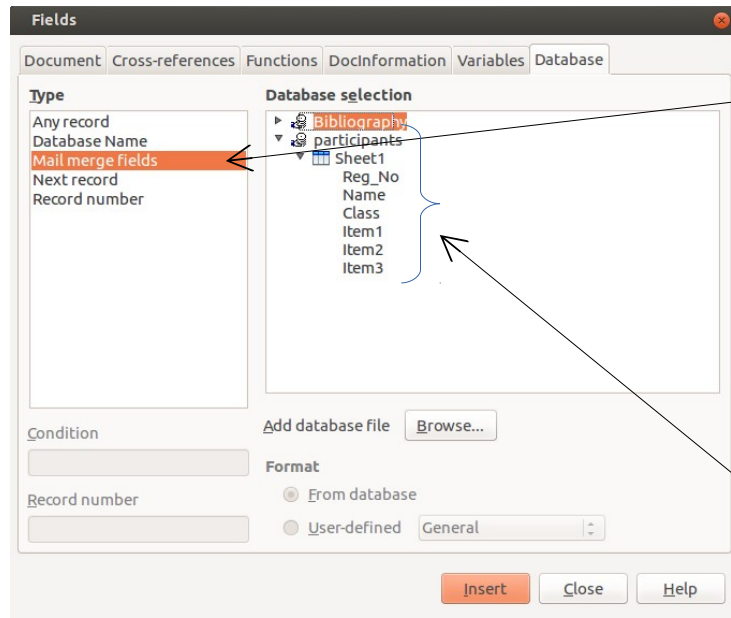 Fields
Document Cross-references Functions DocInformation Variables Database
Type
Any record
Database Name
Mail merge fields
Next record
Record number
Condition
Record number
Database selection
Bibliography
participants
Sheet1
Reg_No
Name
Class
Item1
Item2
Item3
Add database file Browse...
Format
From database
User-defined General
Insert Close Help